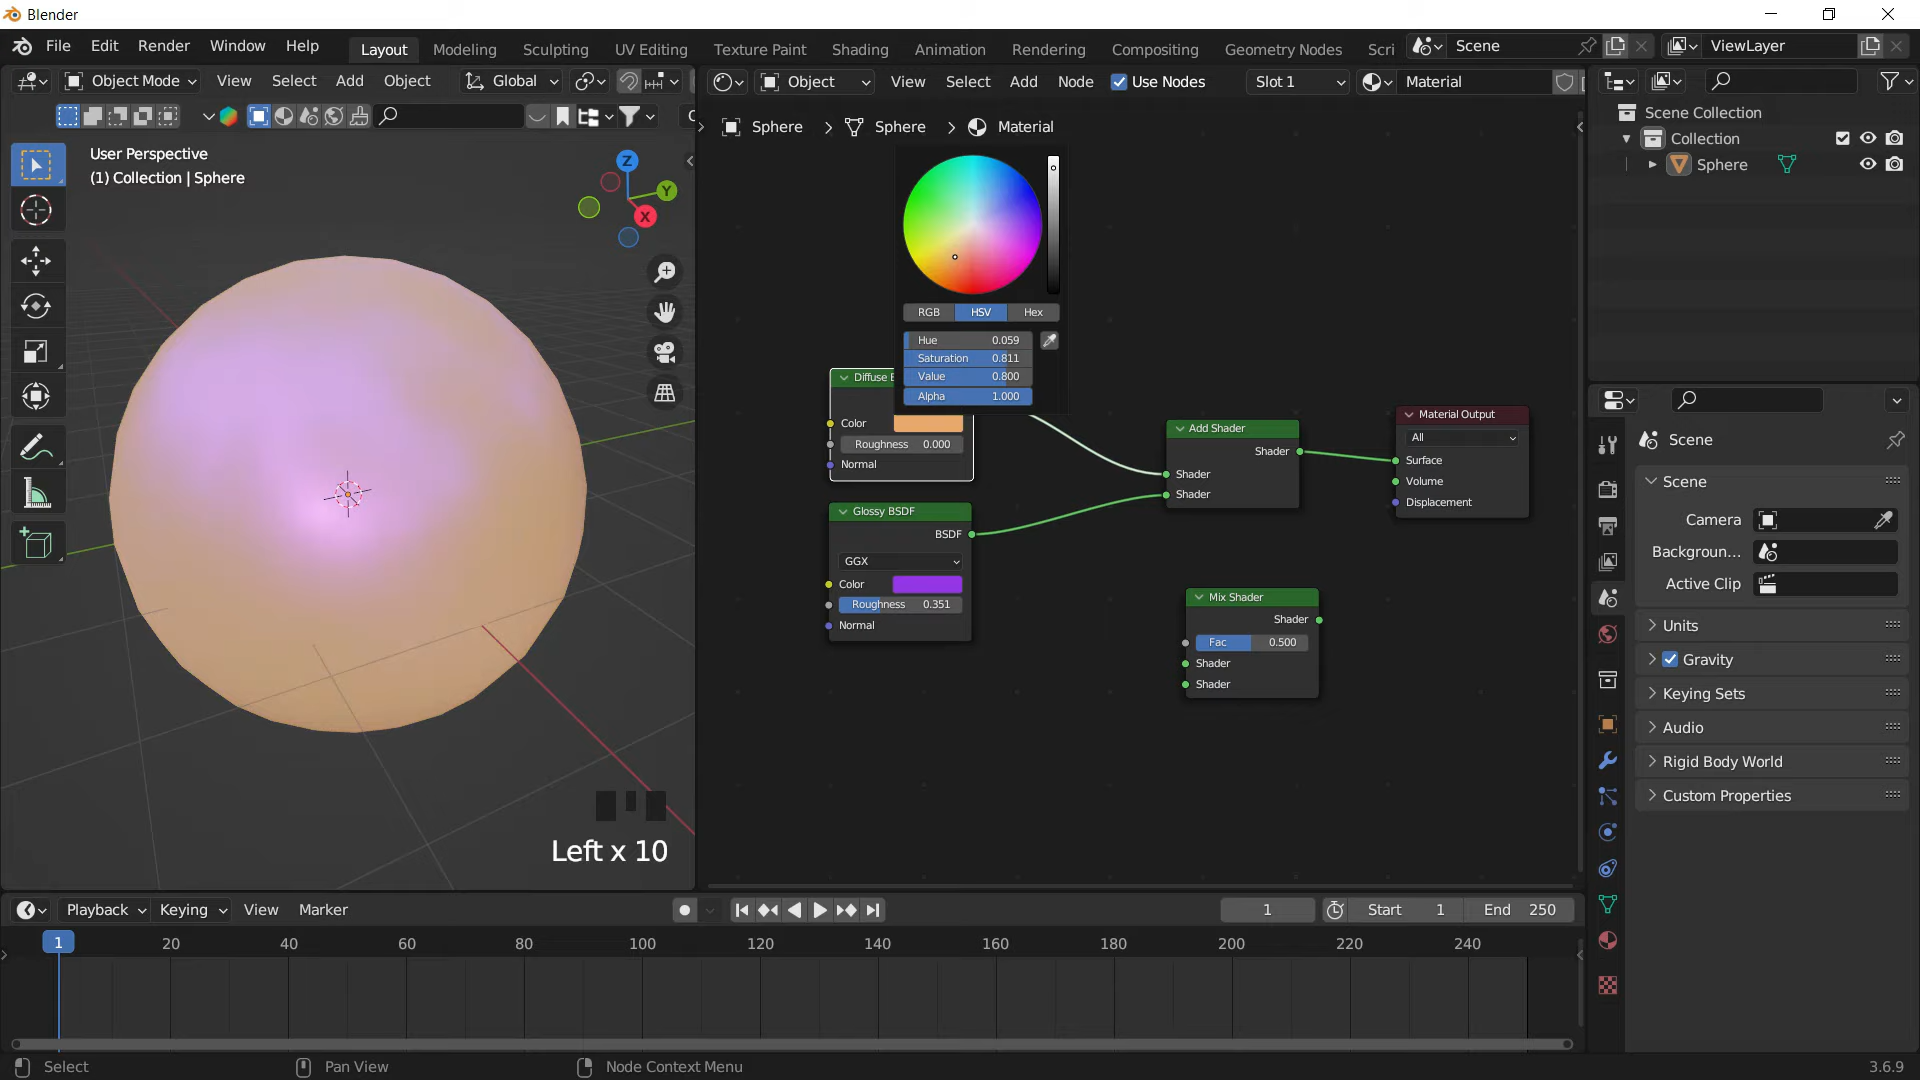 Blender
File Edit Render Window Help
Layout Modeling Sculpting UV Editing Texture Paint Shading Animation Rendering Compositing Geometry Nodes Scri
Scene
ViewLayer
Object Mode View Select Add Object Global
Object View Select Add Node Use Nodes Slot 1 Material
User Perspective
(1) Collection | Sphere
Z
Y
X
Sphere > Sphere > Material
RGB HSV Hex
Hue 0.059
Saturation 0.811
Value 0.800
Alpha 1.000
Diffuse
Color
Roughness 0.000
Normal
Glossy BSDF
BSDF
GGX
Color
Roughness 0.351
Normal
Add Shader
Shader
Shader
Shader
Mix Shader
Shader
Fac 0.500
Shader
Shader
Material Output
All
Surface
Volume
Displacement
Left x 10
Scene Collection
Collection
Sphere
Scene
Scene
Camera
Backgroun...
Active Clip
Units
Gravity
Keying Sets
Audio
Rigid Body World
Custom Properties
Playback Keying View Marker
1 Start 1 End 250
1 20 40 60 80 100 120 140 160 180 200 220 240
Select Pan View Node Context Menu 3.6.9